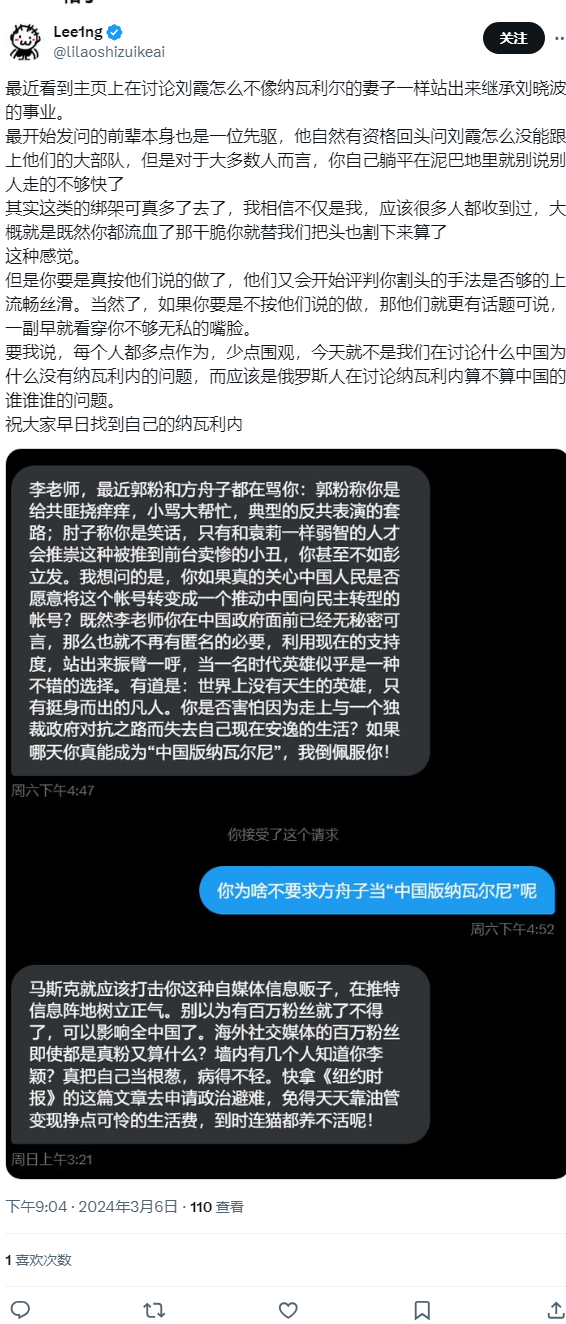 Lee1ng
@lilaoshizuikeai
关注
最近看到主页上在讨论刘霞怎么不像纳瓦利尔的妻子一样站出来继承刘晓波
的事业。
最开始发问的前辈本身也是一位先驱，他自然有资格回头问刘霞怎么没能跟
上他们的大部队，但是对于大多数人而言，你自己躺平在泥巴地里就别说别
人走的不够快了
其实这类的绑架可真多了去了，我相信不仅是我，应该很多人都收到过，大
概就是既然你都流血了那干脆你就替我们把头也割下来算了
这种感觉。
但是你要是真按他们说的做了，他们又会开始评判你割头的手法是否够的上
流畅丝滑。当然了，如果你要是不按他们说的做，那他们就更有话题可说，
一副早就看穿你不够无私的嘴脸。
要我说，每个人都多点作为，少点围观，今天就不是我们在讨论什么中国为
什么没有纳瓦利内的问题，而应该是俄罗斯人在讨论纳瓦利内算不算中国的
谁谁谁的问题。
祝大家早日找到自己的纳瓦利内
李老师，最近郭粉和方舟子都在骂你：郭粉称你是
给共匪挠痒痒，小骂大帮忙，典型的反共表演的套
路；肘子称你是笑话，只有和袁莉一样弱智的人才
会推崇这种被推到前台卖惨的小丑，你甚至不如彭
立发。我想问的是，你如果真的关心中国人民是否
愿意将这个帐号转变成一个推动中国向民主转型的
帐号？既然李老师你在中国政府面前已经无秘密可
言，那么也就不再有匿名的必要，利用现在的支持
度，站出来振臂一呼，当一名时代英雄似乎是一种
不错的选择。有道是：世界上没有天生的英雄，只
有挺身而出的凡人。你是否害怕因为走上与一个独
裁政府对抗之路而失去自己现在安逸的生活？如果
哪天你真能成为“中国版纳瓦尔尼”，我倒佩服你！
周六下午4:47
你接受了这个请求
你为啥不要求方舟子当“中国版纳瓦尔尼”呢
周六下午4:52
马斯克就应该打击你这种自媒体信息贩子，在推特
信息阵地树立正气。别以为有百万粉丝就了不得
了，可以影响全中国了。海外社交媒体的百万粉丝
即使都是真粉又算什么？墙内有几个人知道你李
颖？真把自己当根葱，病得不轻。快拿《纽约时
报》的这篇文章去申请政治避难，免得天天靠油管
变现挣点可怜的生活费，到时连猫都养不活呢！
周日上午3:21
下午9:04 · 2024年3月6日 · 110 查看
1 喜欢次数